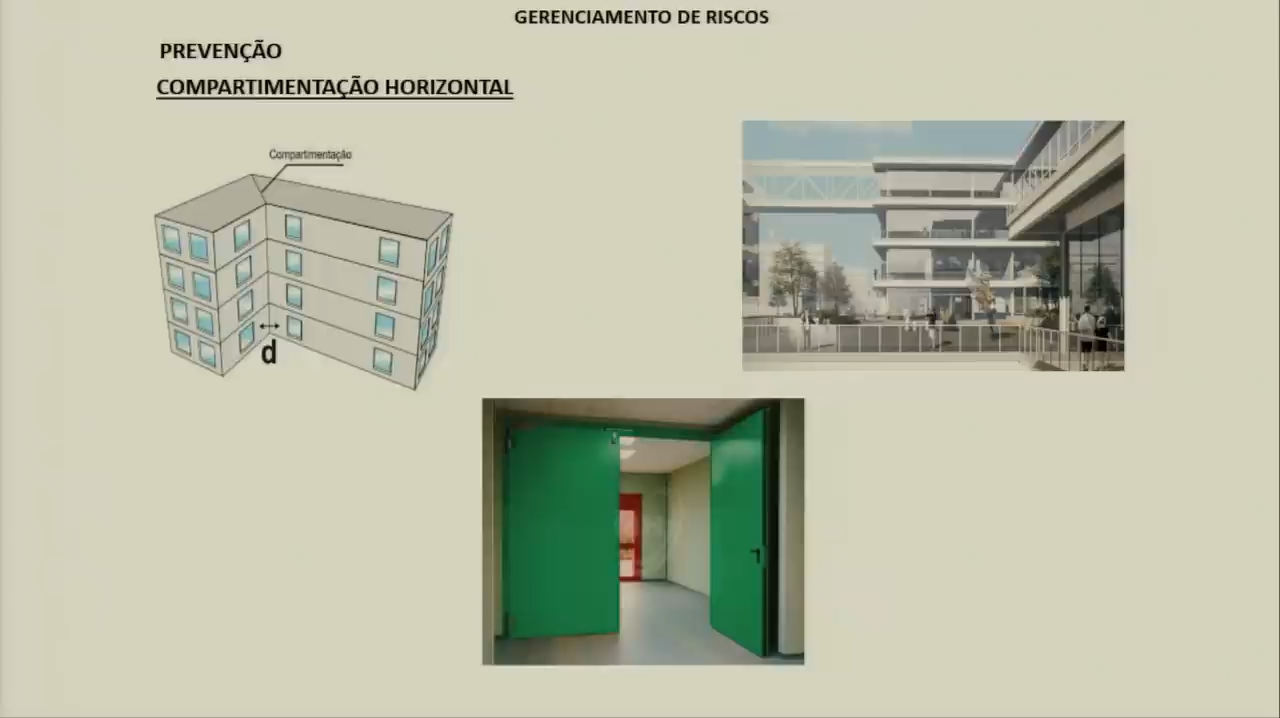 GERENCIAMENTO DE RISCOS
PREVENÇÃO
COMPARTIMENTAÇÃO HORIZONTAL
Compartimentação
d